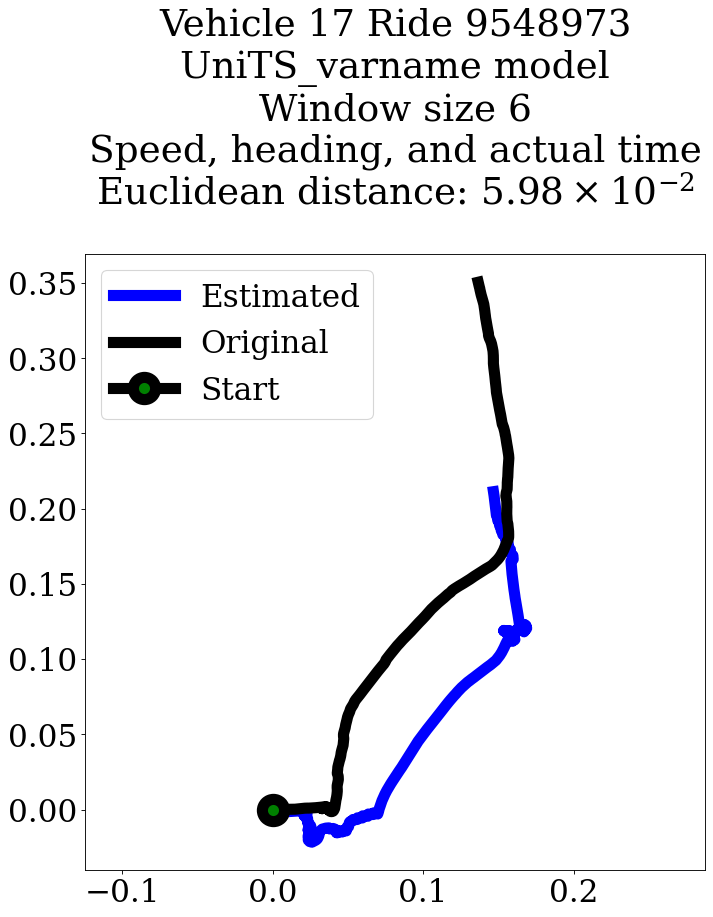 Vehicle 17 Ride 9548973
UniTS_varname model
Window size 6
Speed, heading, and actual time
Euclidean distance: 5.98 × 10⁻²
Estimated
Original
Start
0.35
0.30
0.25
0.20
0.15
0.10
0.05
0.00
−0.1 0.0 0.1 0.2